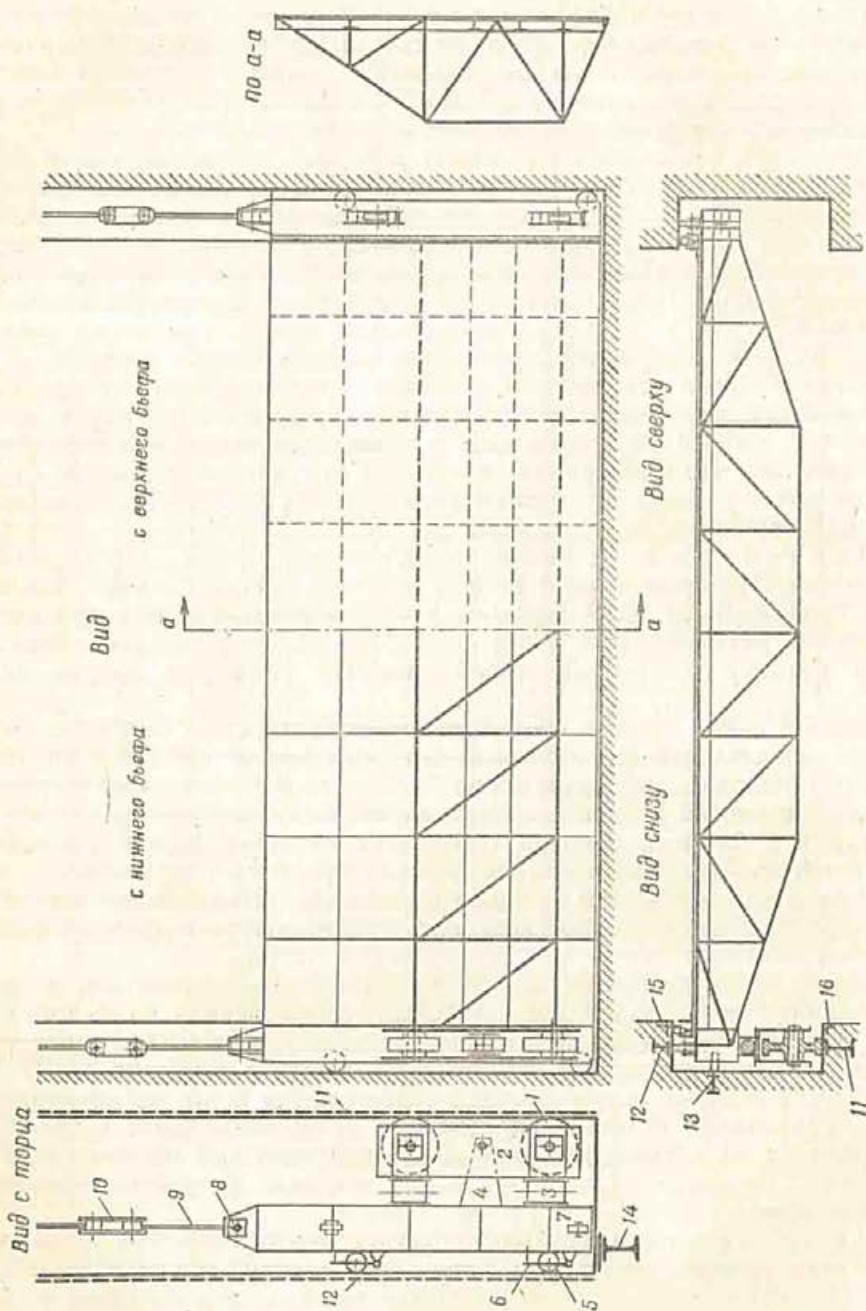 по а-а
Вид
с нижнего бьефа
с верхнего бьефа
а
а
Вид с торца
10
9
8
11
12
6
5
4
2
1
3
7
14
Вид снизу
Вид сверху
12
15
13
16
11